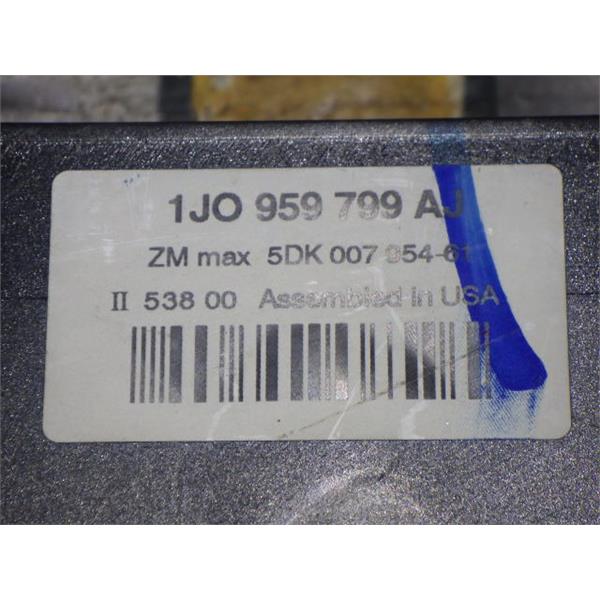 1JO 959 799 AJ
ZM max 5DK 007 954-61
II 538 00 Assembled in USA